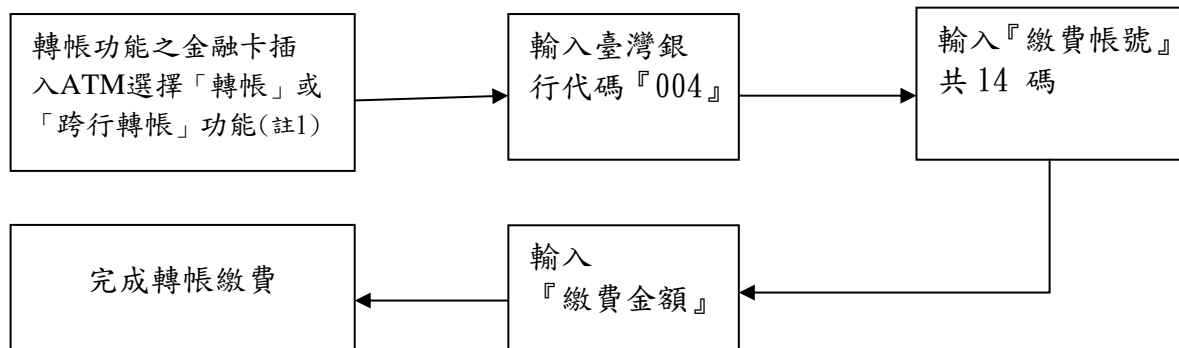 轉帳功能之金融卡插
入ATM選擇「轉帳」或
「跨行轉帳」功能(註1)
輸入臺灣銀
行代碼『004』
輸入『繳費帳號』
共 14 碼
輸入
『繳費金額』
完成轉帳繳費